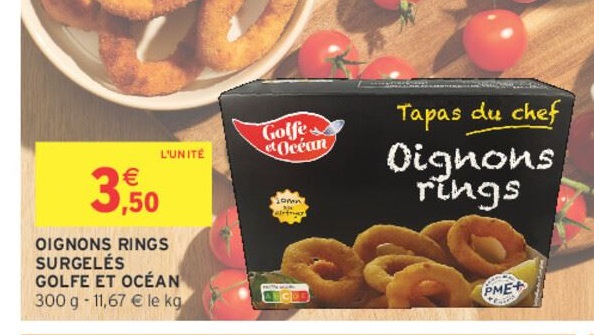 L'UNITÉ
3 €
,50
OIGNONS RINGS
SURGELÉS
GOLFE ET OCÉAN
300 g - 11,67 € le kg
Golfe
et Océan
Tapas du chef
Oignons
rings
PME+